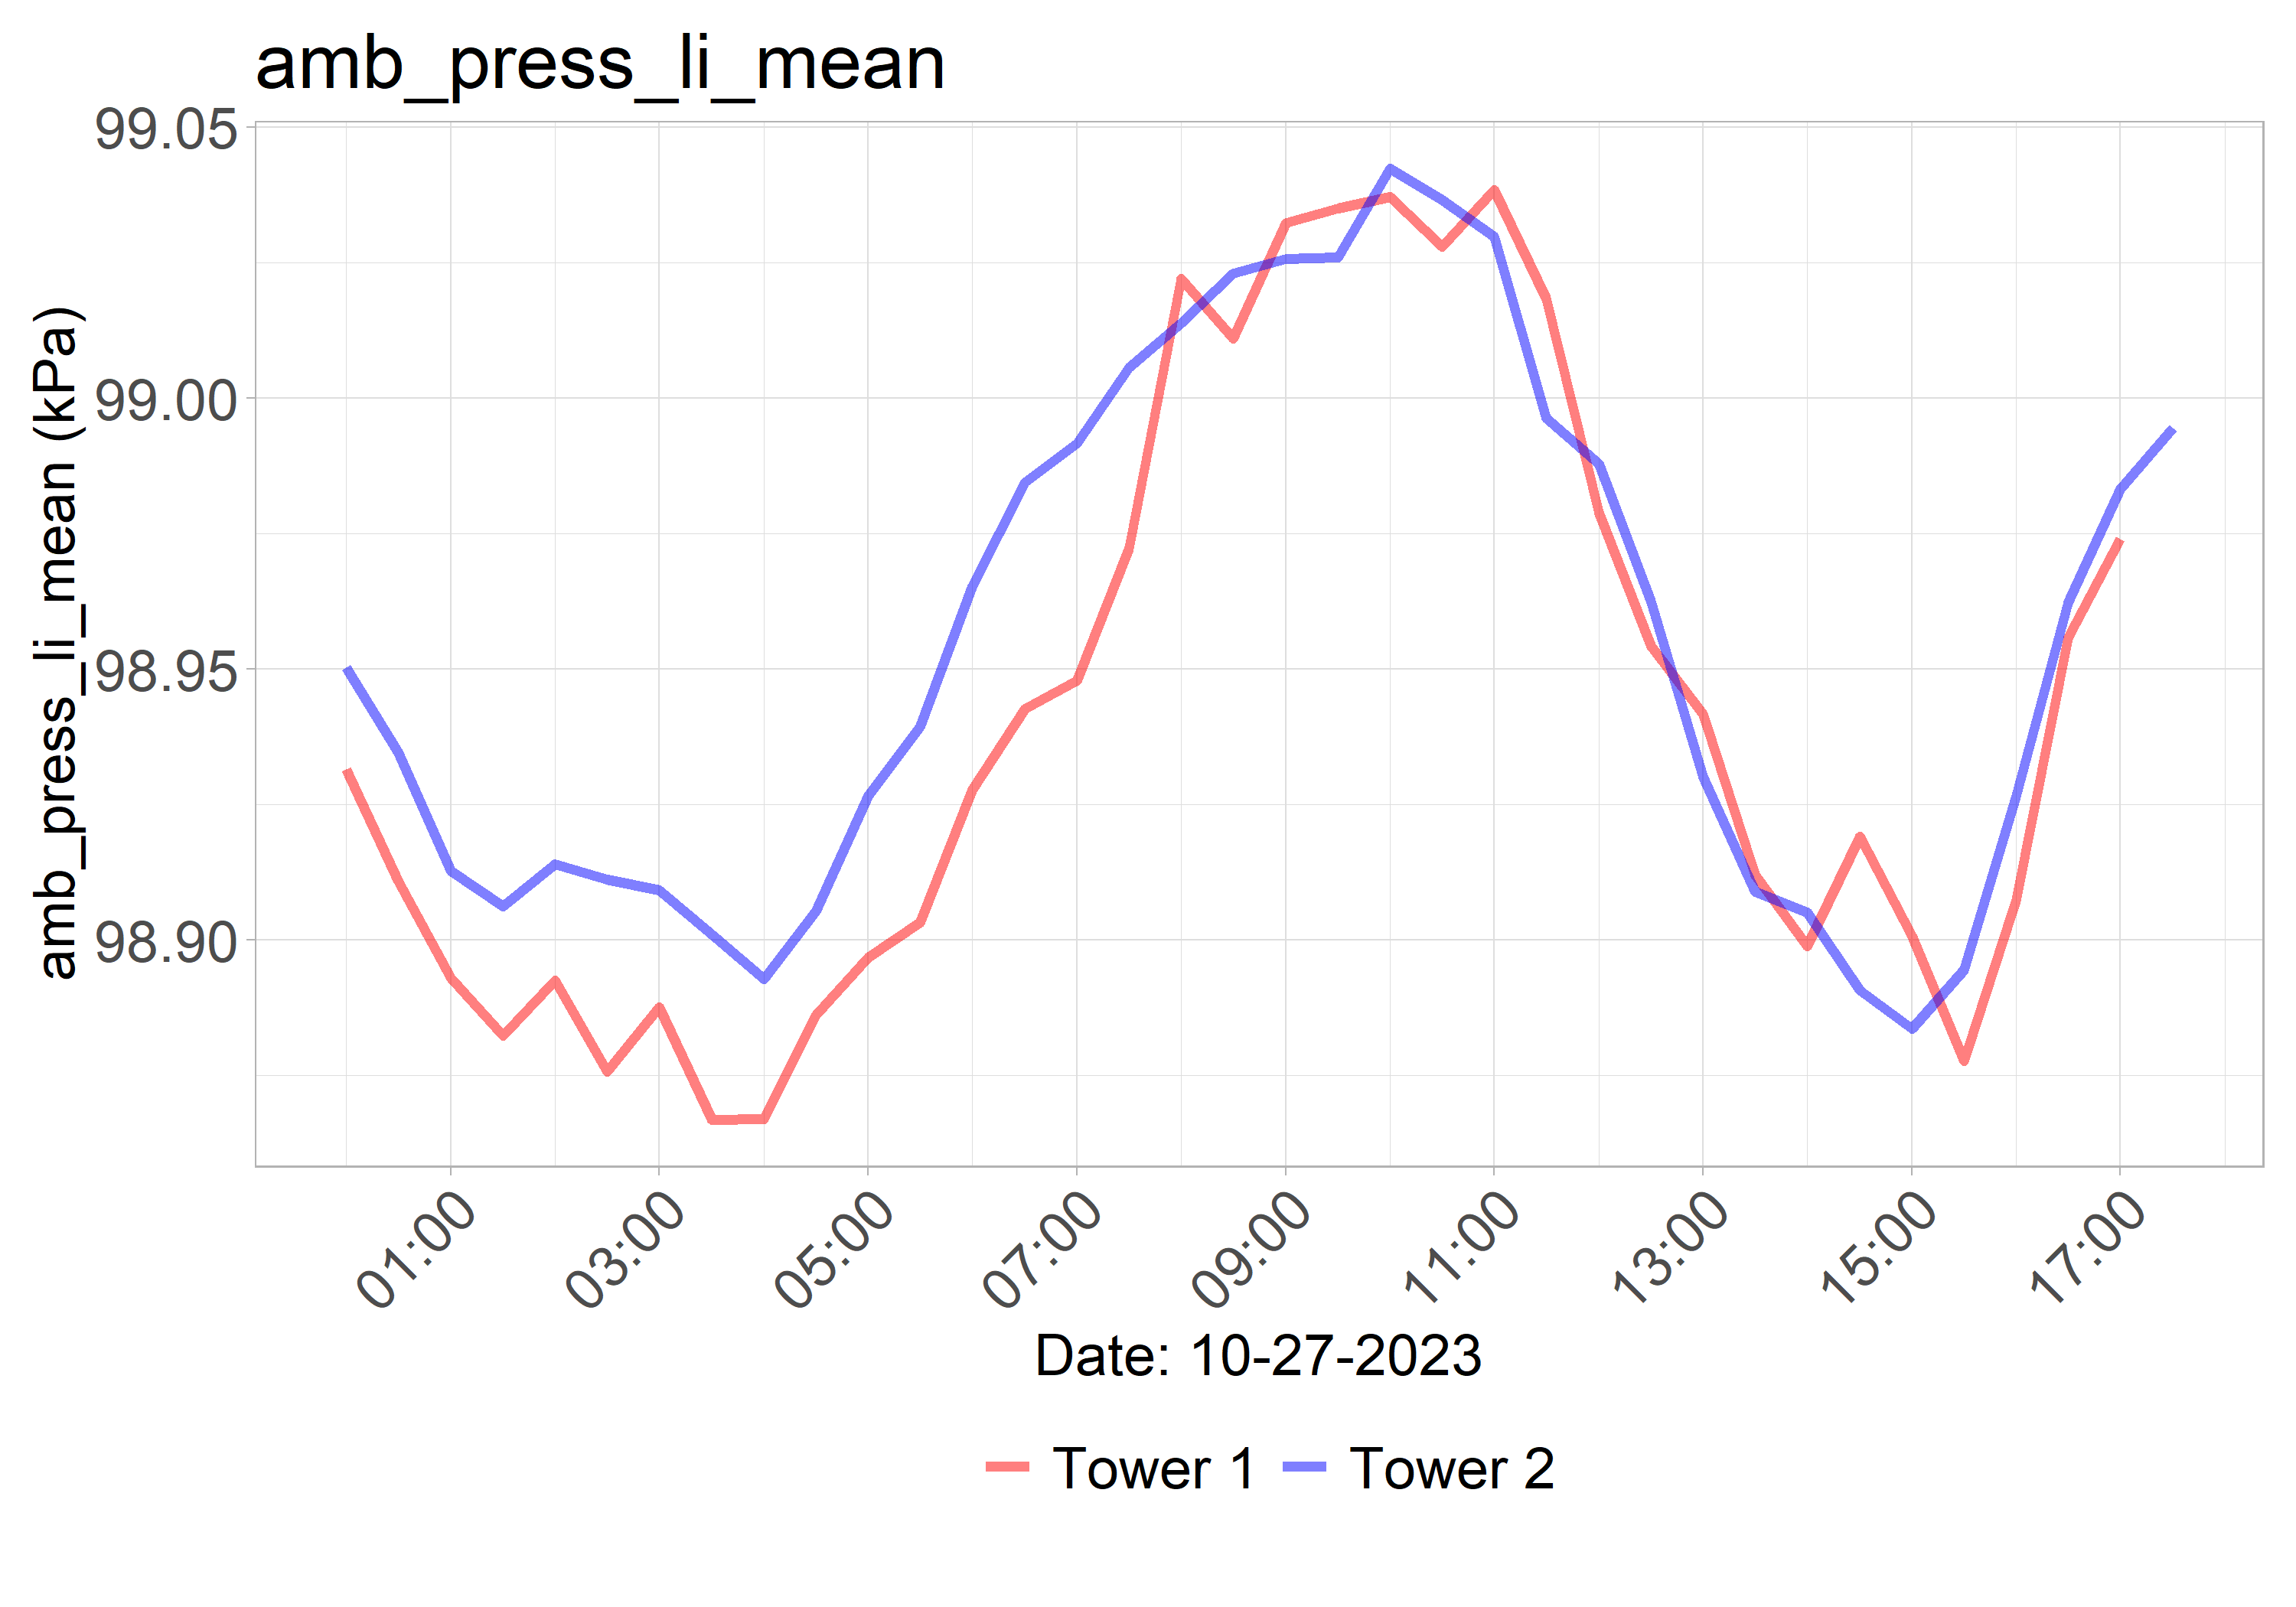 amb_press_li_mean
amb_press_li_mean (kPa)
99.05
99.00
98.95
98.90
01:00
03:00
05:00
07:00
09:00
11:00
13:00
15:00
17:00
Date: 10-27-2023
Tower 1
Tower 2